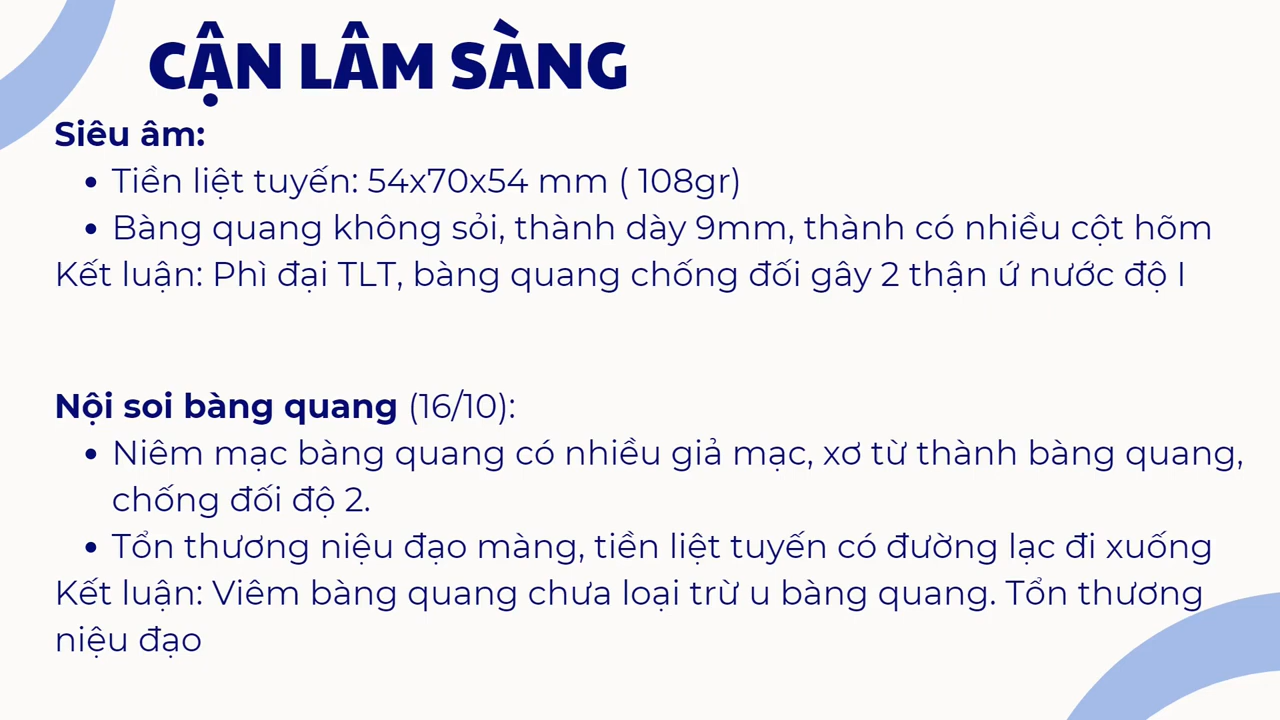 CẬN LÂM SÀNG
Siêu âm:
• Tiền liệt tuyến: 54x70x54 mm ( 108gr)
• Bàng quang không sỏi, thành dày 9mm, thành có nhiều cột hõm
Kết luận: Phì đại TLT, bàng quang chống đối gây 2 thận ứ nước độ I
Nội soi bàng quang (16/10):
• Niêm mạc bàng quang có nhiều giả mạc, xơ từ thành bàng quang,
chống đối độ 2.
• Tổn thương niệu đạo màng, tiền liệt tuyến có đường lạc đi xuống
Kết luận: Viêm bàng quang chưa loại trừ u bàng quang. Tổn thương
niệu đạo